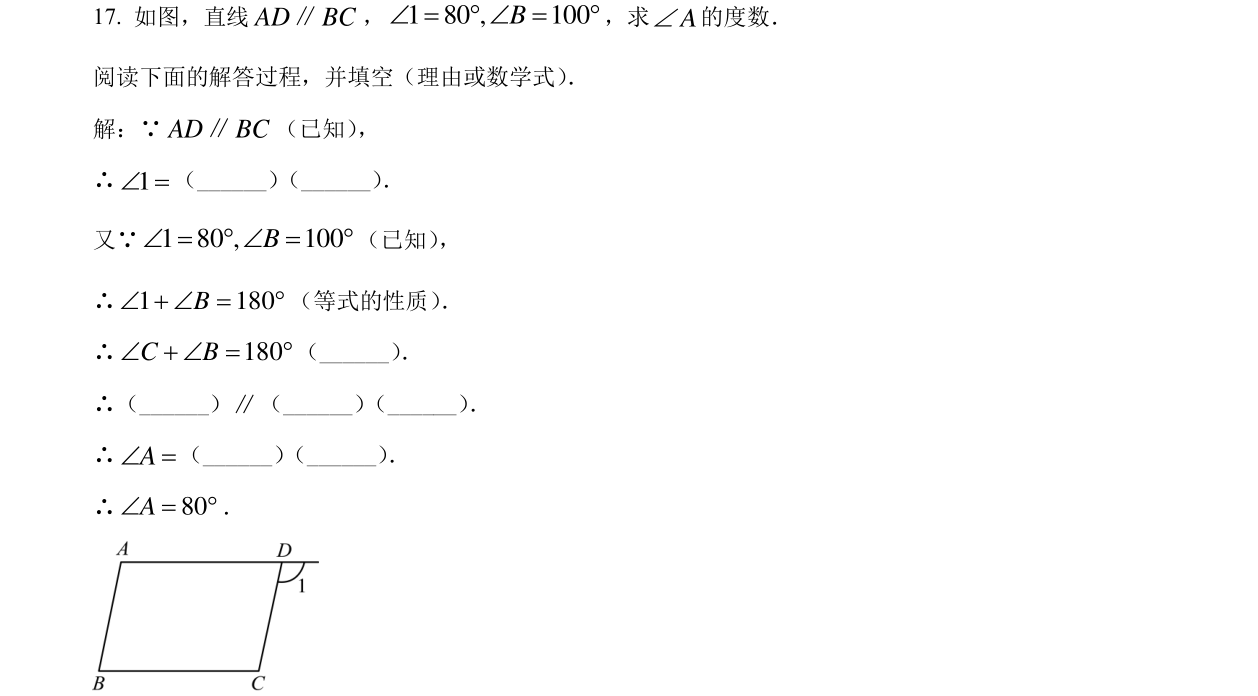 17. 如图，直线 AD∥BC，∠1=80°,∠B=100°，求∠A的度数．
阅读下面的解答过程，并填空（理由或数学式）．
解：∵AD∥BC（已知），
∴∠1=（______）（______）．
又∵∠1=80°,∠B=100°（已知），
∴∠1+∠B=180°（等式的性质）．
∴∠C+∠B=180°（______）．
∴（______）∥（______）（______）．
∴∠A=（______）（______）．
∴∠A=80°．
A D
1
B C